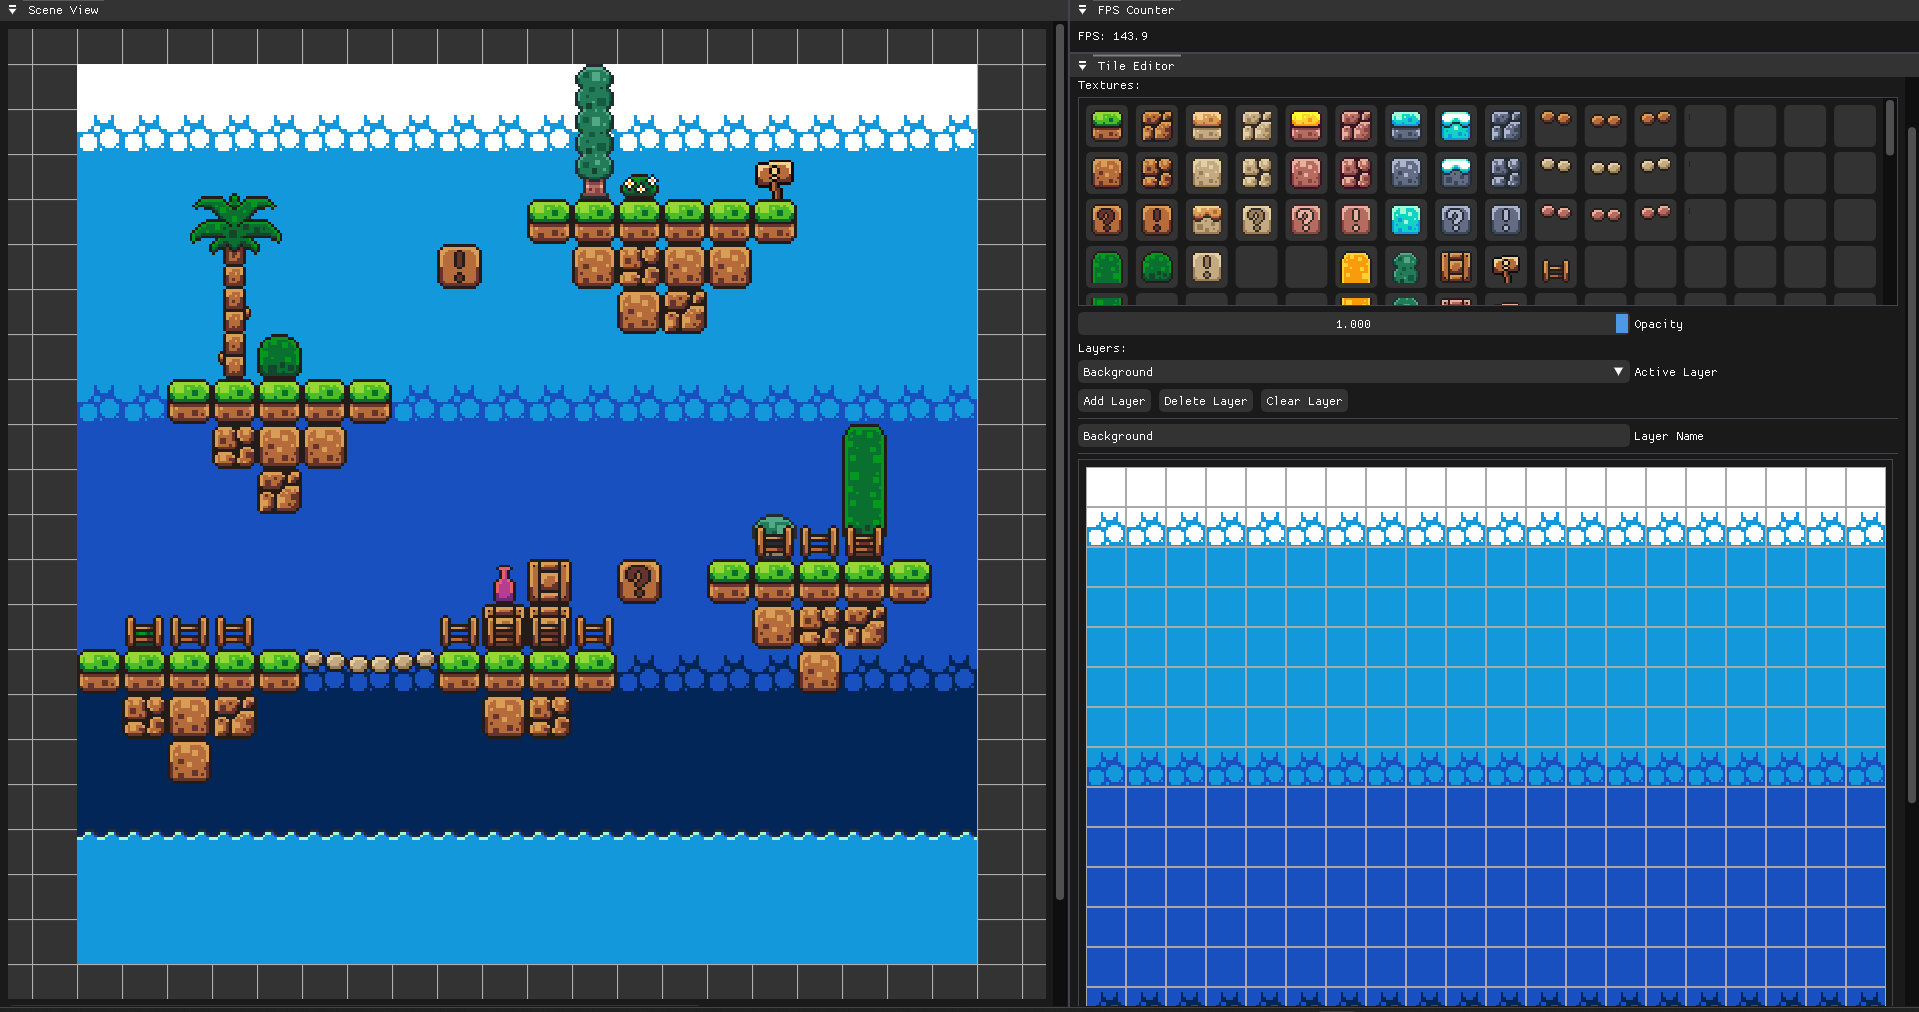 Scene View
FPS Counter
FPS: 143.9
Tile Editor
Textures:
! ?
? ! ? ? ! ? !
!
1.000 Opacity
Layers:
Background Active Layer
Add Layer Delete Layer Clear Layer
Background Layer Name